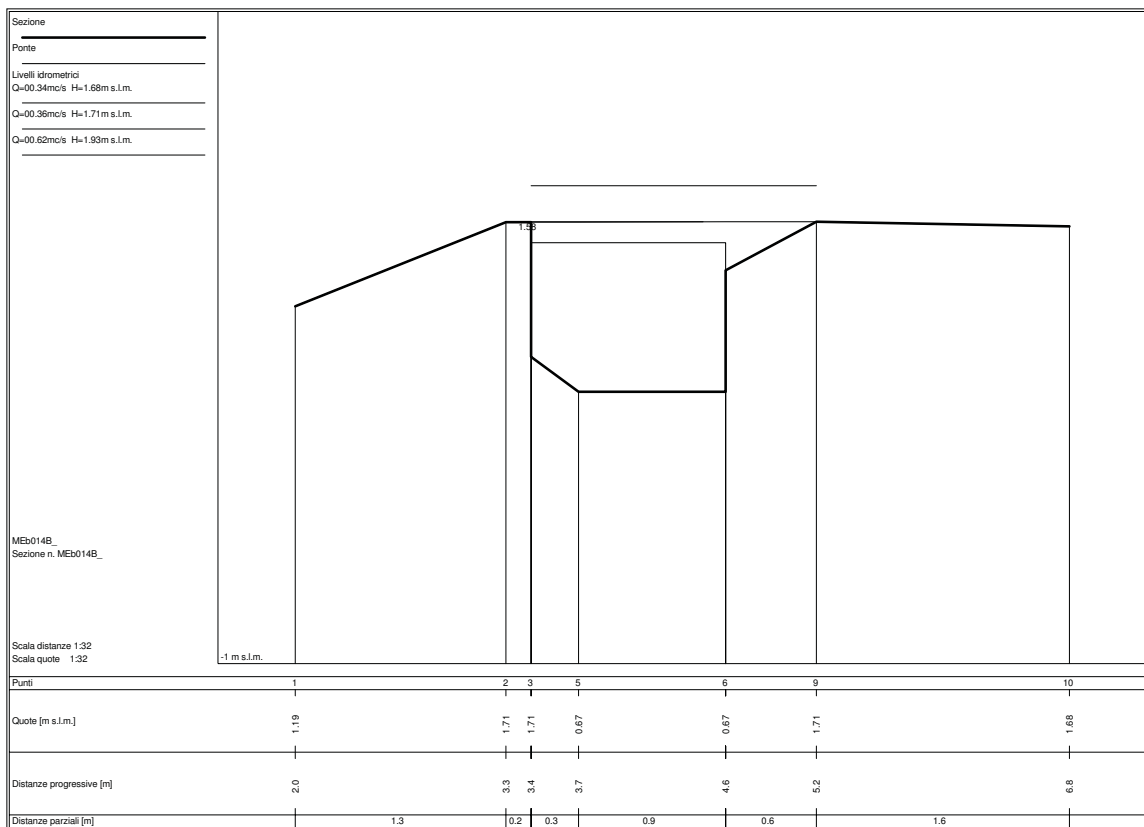 Sezione
Ponte
Livelli idrometrici
Q=00.34mc/s H=1.68m s.l.m.
Q=00.36mc/s H=1.71m s.l.m.
Q=00.62mc/s H=1.93m s.l.m.
1.58
MEb014B_
Sezione n. MEb014B_
Scala distanze 1:32
Scala quote 1:32
-1 m s.l.m.
Punti 1 2 3 5 6 9 10
Quote [m s.l.m.] 1.19 1.71 1.71 0.67 0.67 1.71 1.68
Distanze progressive [m] 2.0 3.3 3.4 3.7 4.6 5.2 6.8
Distanze parziali [m] 1.3 0.2 0.3 0.9 0.6 1.6